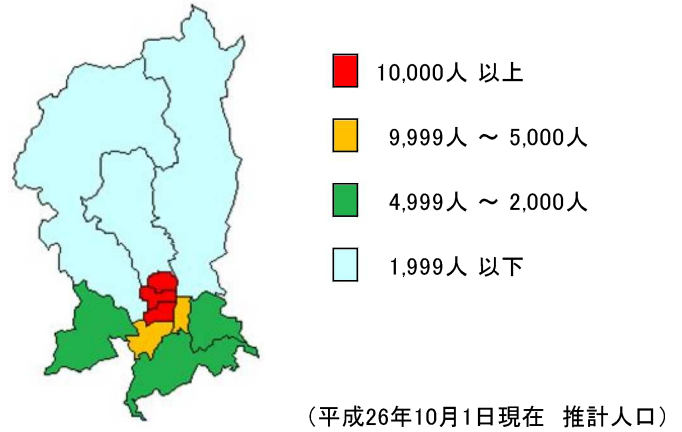 10,000人 以上
9,999人 ～ 5,000人
4,999人 ～ 2,000人
1,999人 以下
（平成26年10月1日現在　推計人口）